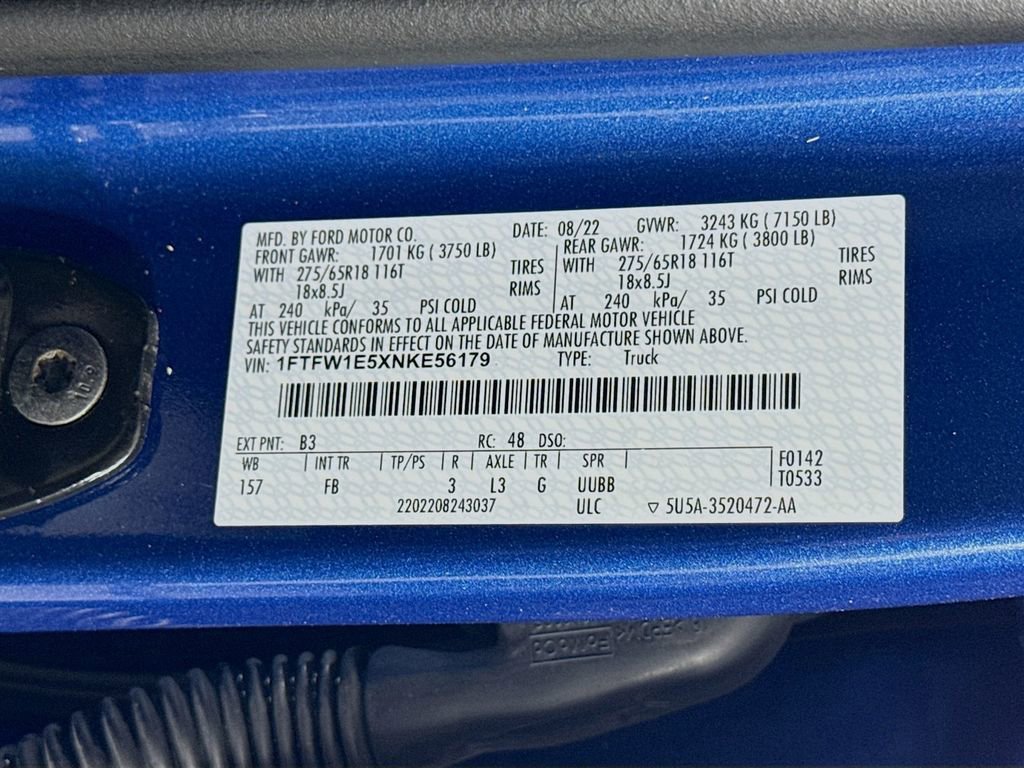 MFD. BY FORD MOTOR CO. DATE: 08/22 GVWR: 3243 KG ( 7150 LB)
FRONT GAWR: 1701 KG ( 3750 LB) REAR GAWR: 1724 KG ( 3800 LB)
WITH 275/65R18 116T TIRES WITH 275/65R18 116T TIRES
18x8.5J RIMS 18x8.5J RIMS
AT 240 kPa/ 35 PSI COLD AT 240 kPa/ 35 PSI COLD
THIS VEHICLE CONFORMS TO ALL APPLICABLE FEDERAL MOTOR VEHICLE
SAFETY STANDARDS IN EFFECT ON THE DATE OF MANUFACTURE SHOWN ABOVE.
VIN: 1FTFW1E5XNKE56179 TYPE: Truck
EXT PNT: B3 RC: 48 DSO:
WB INT TR TP/PS R AXLE TR SPR F0142
157 FB 3 L3 G UUBB T0533
2202208243037 ULC ▽ 5U5A-3520472-AA